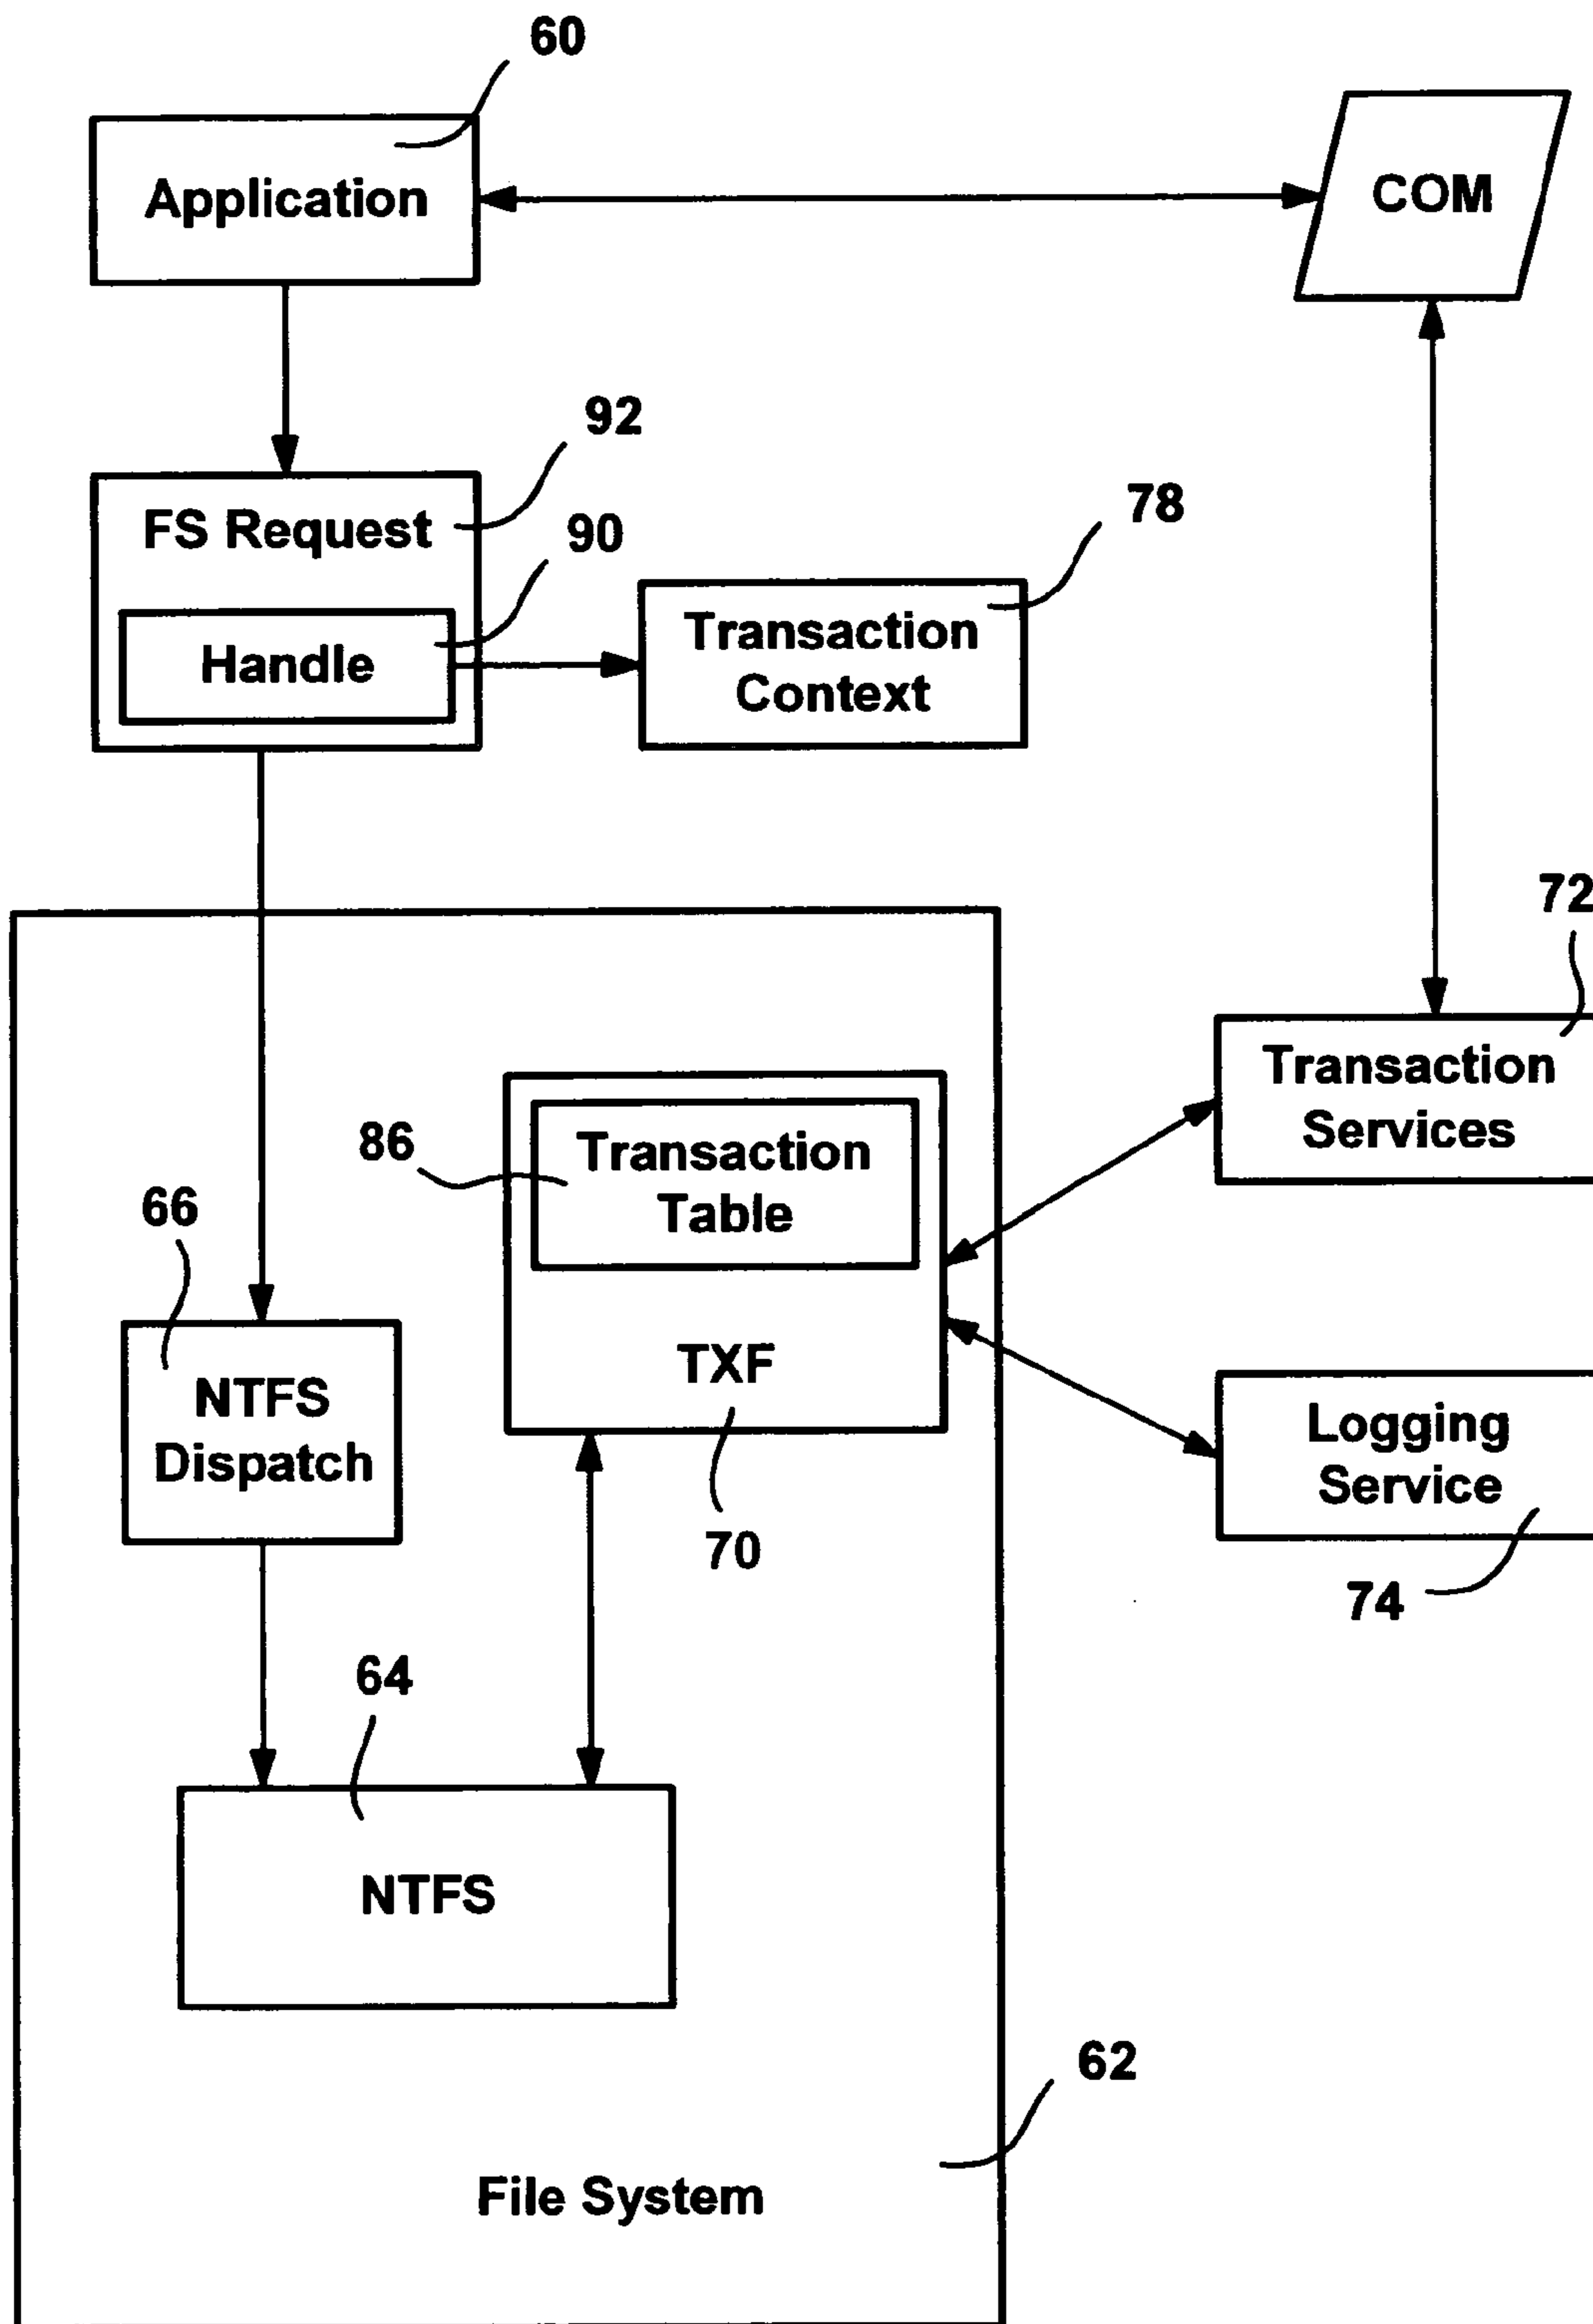 60
Application
COM
92
FS Request
90
Handle
78
Transaction
Context
72
Transaction
Services
86
Transaction
Table
66
TXF
NTFS
Dispatch
70
Logging
Service
74
64
NTFS
62
File System